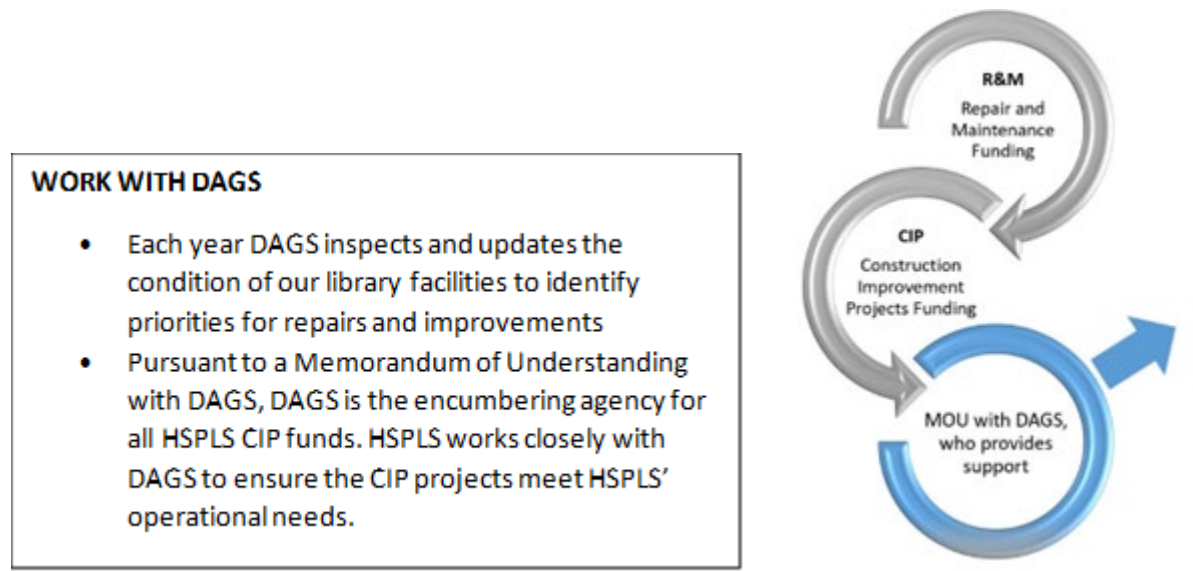 WORK WITH DAGS
• Each year DAGS inspects and updates the
condition of our library facilities to identify
priorities for repairs and improvements
• Pursuant to a Memorandum of Understanding
with DAGS, DAGS is the encumbering agency for
all HSPLS CIP funds. HSPLS works closely with
DAGS to ensure the CIP projects meet HSPLS’
operational needs.
R&M
Repair and
Maintenance
Funding
CIP
Construction
Improvement
Projects Funding
MOU with DAGS,
who provides
support